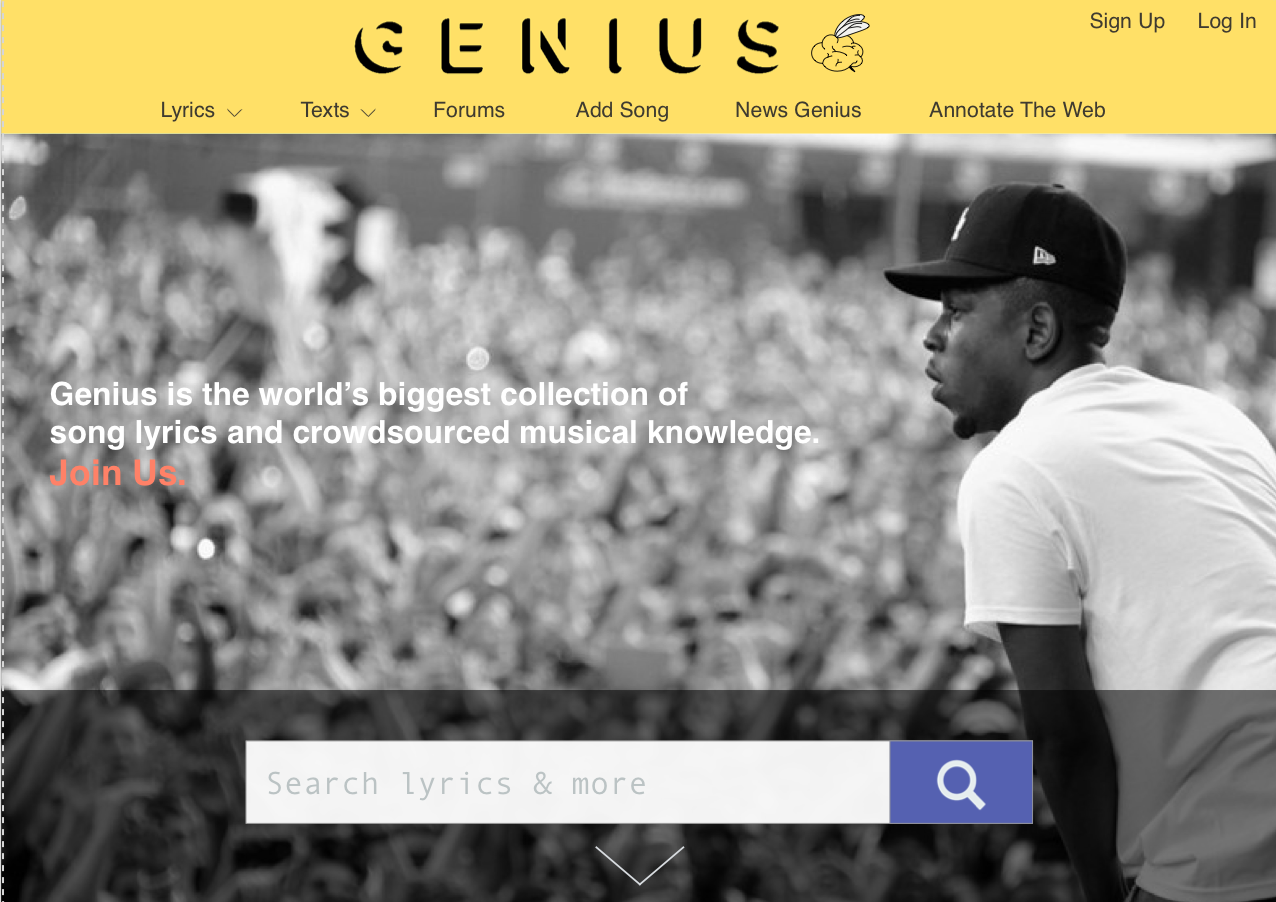 GENIUS
Sign Up Log In
Lyrics Texts Forums Add Song News Genius Annotate The Web
Genius is the world’s biggest collection of
song lyrics and crowdsourced musical knowledge.
Join Us.
Search lyrics & more